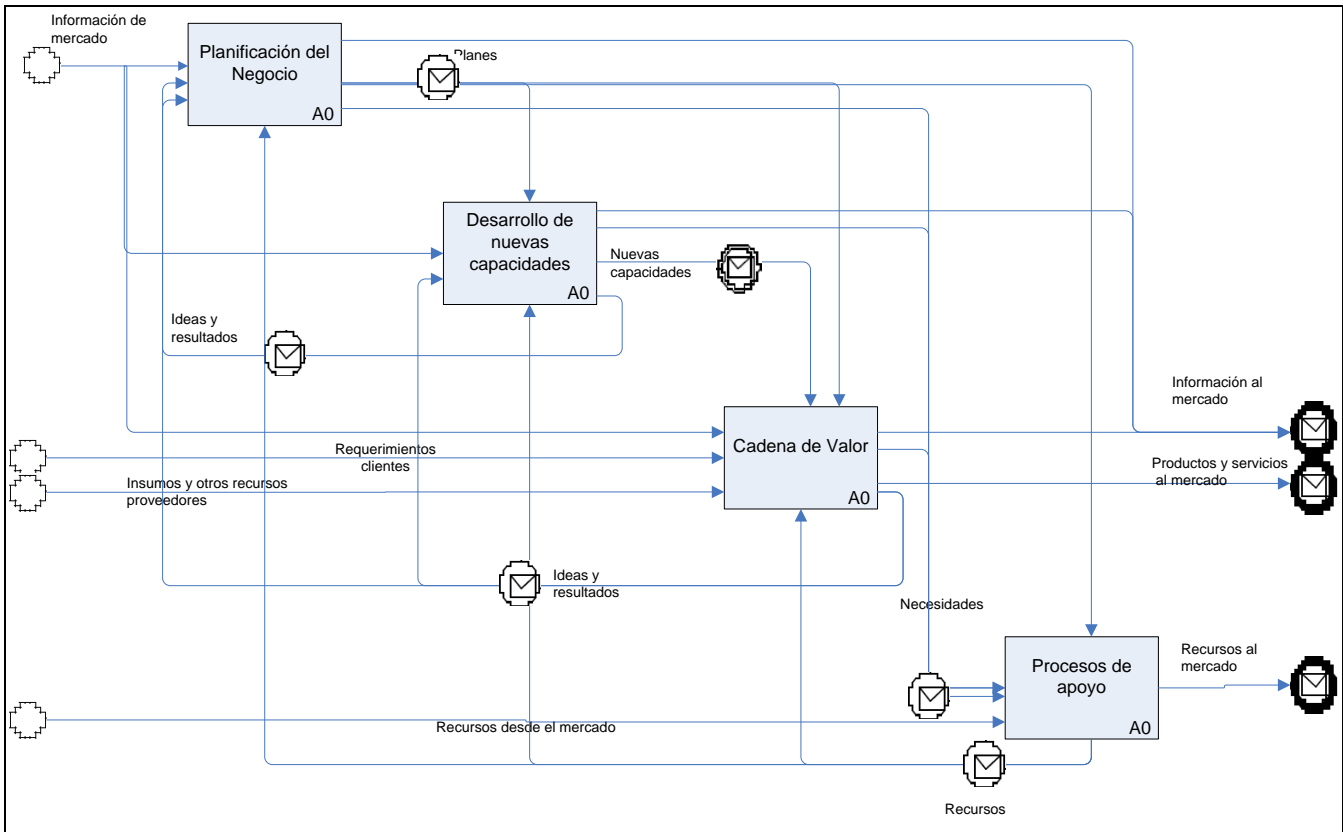 Información de
mercado
Planificación del
Negocio
A0
Planes
Desarrollo de
nuevas
capacidades
A0
Nuevas
capacidades
Ideas y
resultados
Información al
mercado
Cadena de Valor
A0
Requerimientos
clientes
Productos y servicios
al mercado
Insumos y otros recursos
proveedores
Ideas y
resultados
Necesidades
Procesos de
apoyo
A0
Recursos al
mercado
Recursos desde el mercado
Recursos